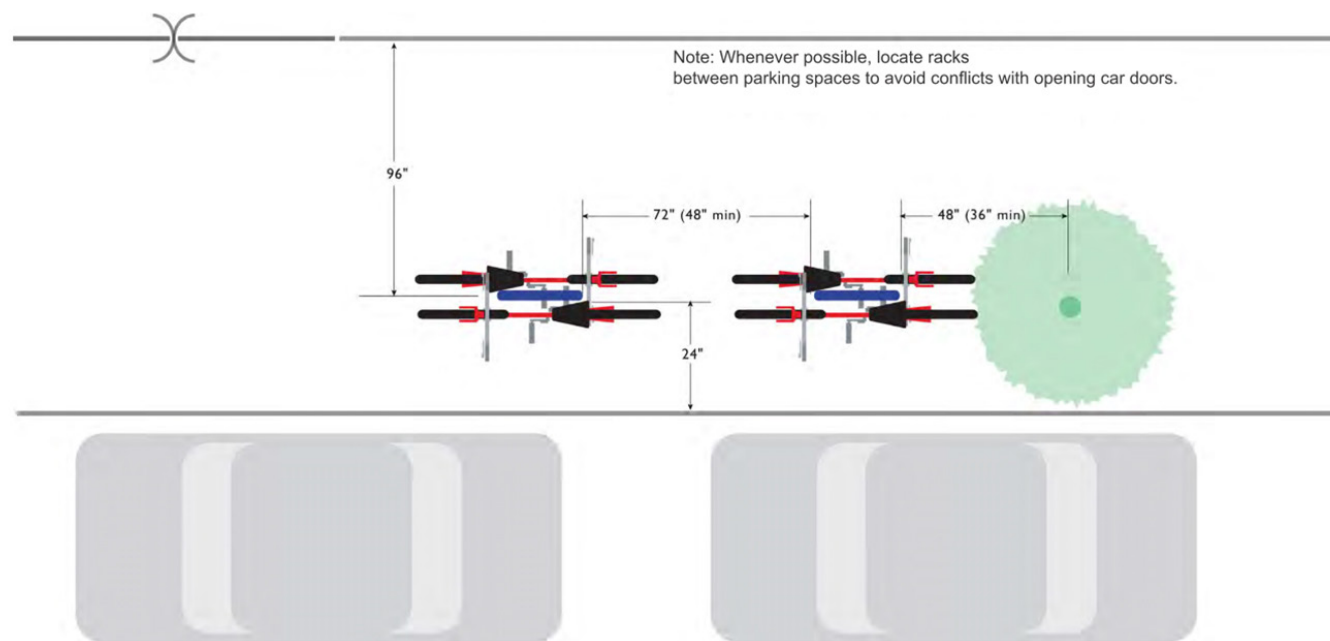 Note: Whenever possible, locate racks
between parking spaces to avoid conflicts with opening car doors.
96"
72" (48" min)
48" (36" min)
24"